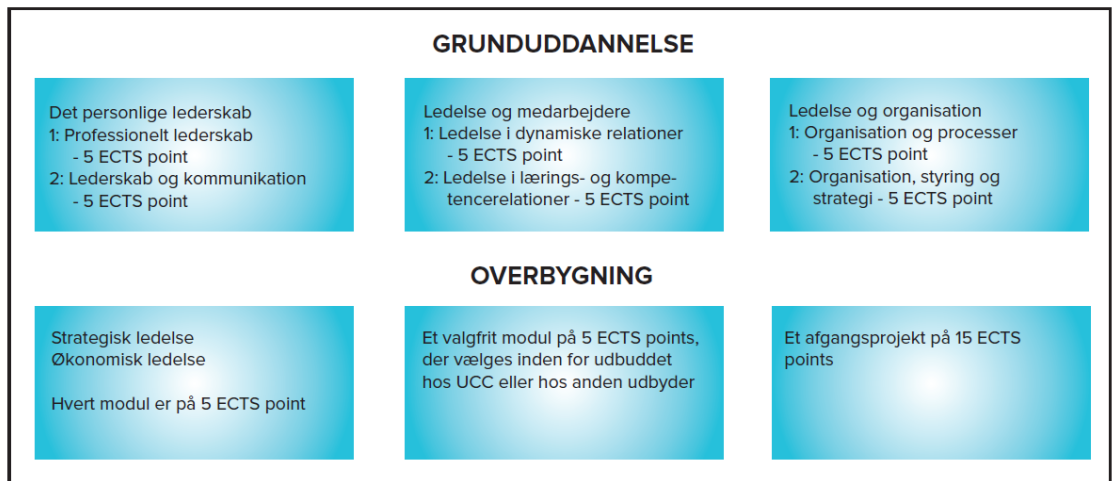 GRUNDUDDANNELSE
Det personlige lederskab
1: Professionelt lederskab
- 5 ECTS point
2: Lederskab og kommunikation
- 5 ECTS point
Ledelse og medarbejdere
1: Ledelse i dynamiske relationer
- 5 ECTS point
2: Ledelse i lærings- og kompe-
tencerelationer - 5 ECTS point
Ledelse og organisation
1: Organisation og processer
- 5 ECTS point
2: Organisation, styring og
strategi - 5 ECTS point
OVERBYGNING
Strategisk ledelse
Økonomisk ledelse
Hvert modul er på 5 ECTS point
Et valgfrit modul på 5 ECTS points,
der vælges inden for udbuddet
hos UCC eller hos anden udbyder
Et afgangsprojekt på 15 ECTS
points